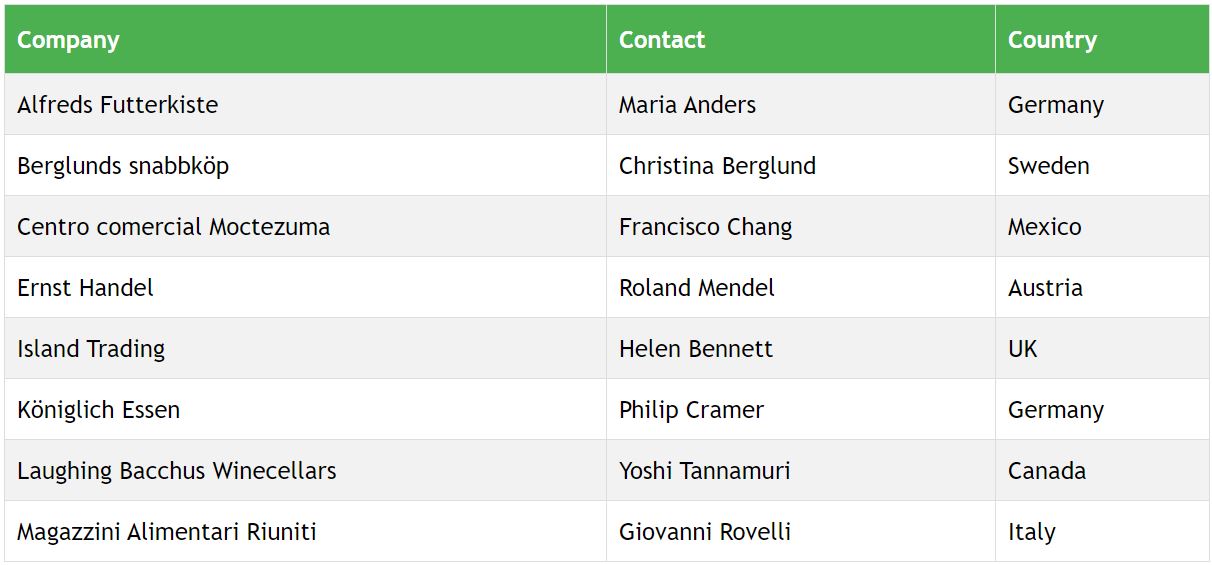 Company Contact Country
Alfreds Futterkiste Maria Anders Germany
Berglunds snabbköp Christina Berglund Sweden
Centro comercial Moctezuma Francisco Chang Mexico
Ernst Handel Roland Mendel Austria
Island Trading Helen Bennett UK
Königlich Essen Philip Cramer Germany
Laughing Bacchus Winecellars Yoshi Tannamuri Canada
Magazzini Alimentari Riuniti Giovanni Rovelli Italy